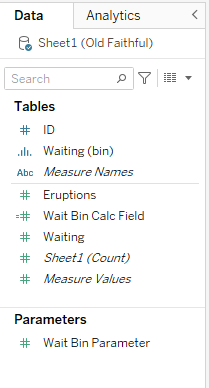 Data Analytics
Sheet1 (Old Faithful)
Search
Tables
ID
Waiting (bin)
Abc Measure Names
Eruptions
Wait Bin Calc Field
Waiting
Sheet1 (Count)
Measure Values
Parameters
Wait Bin Parameter